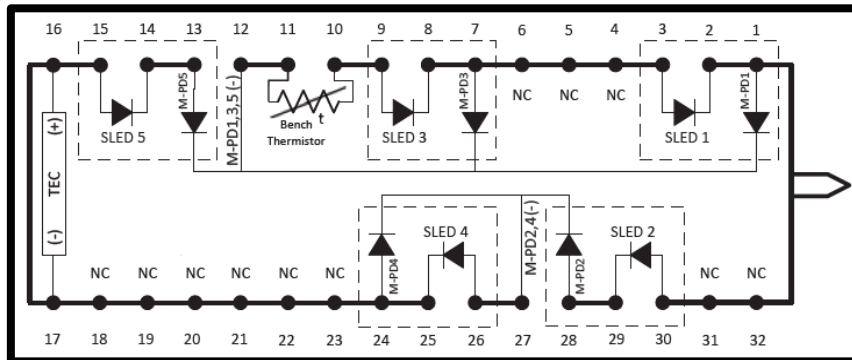 16 15 14 13 12 11 10 9 8 7 6 5 4 3 2 1
M-PD5
M-PD3
M-PD1
NC NC NC
(+)
TEC
(-)
SLED 5
M-PD1,3,5 (-)
t
Bench
Thermistor
SLED 3
SLED 1
SLED 4
M-PD2,4(-)
SLED 2
M-PD4
M-PD2
NC NC NC NC NC NC NC NC
17 18 19 20 21 22 23 24 25 26 27 28 29 30 31 32